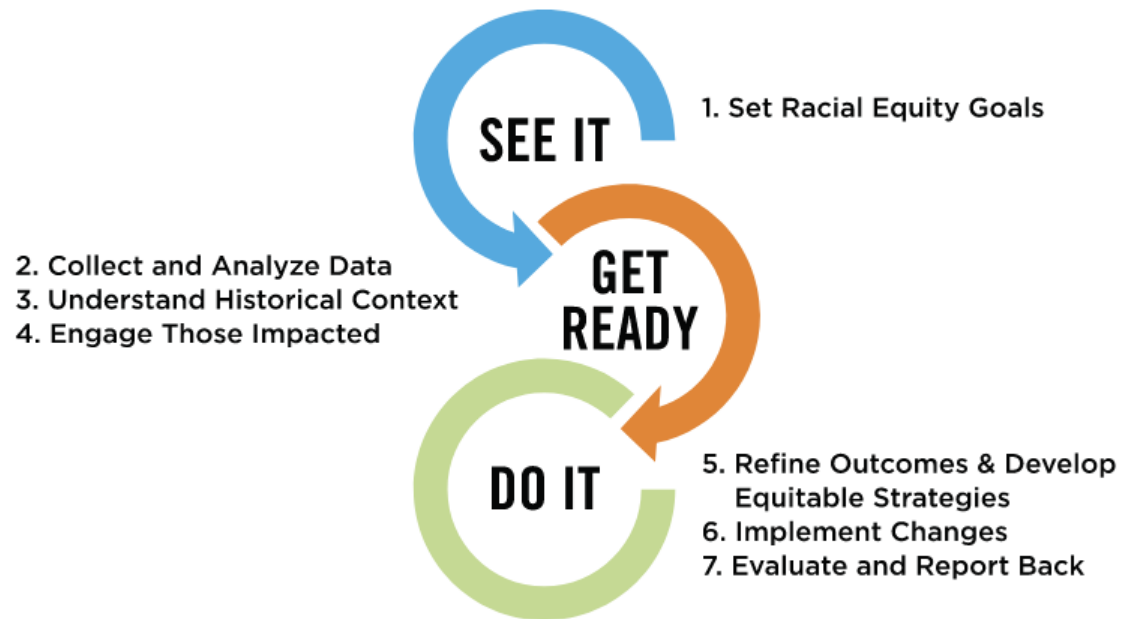 SEE IT
1. Set Racial Equity Goals
GET
READY
2. Collect and Analyze Data
3. Understand Historical Context
4. Engage Those Impacted
DO IT
5. Refine Outcomes & Develop
Equitable Strategies
6. Implement Changes
7. Evaluate and Report Back